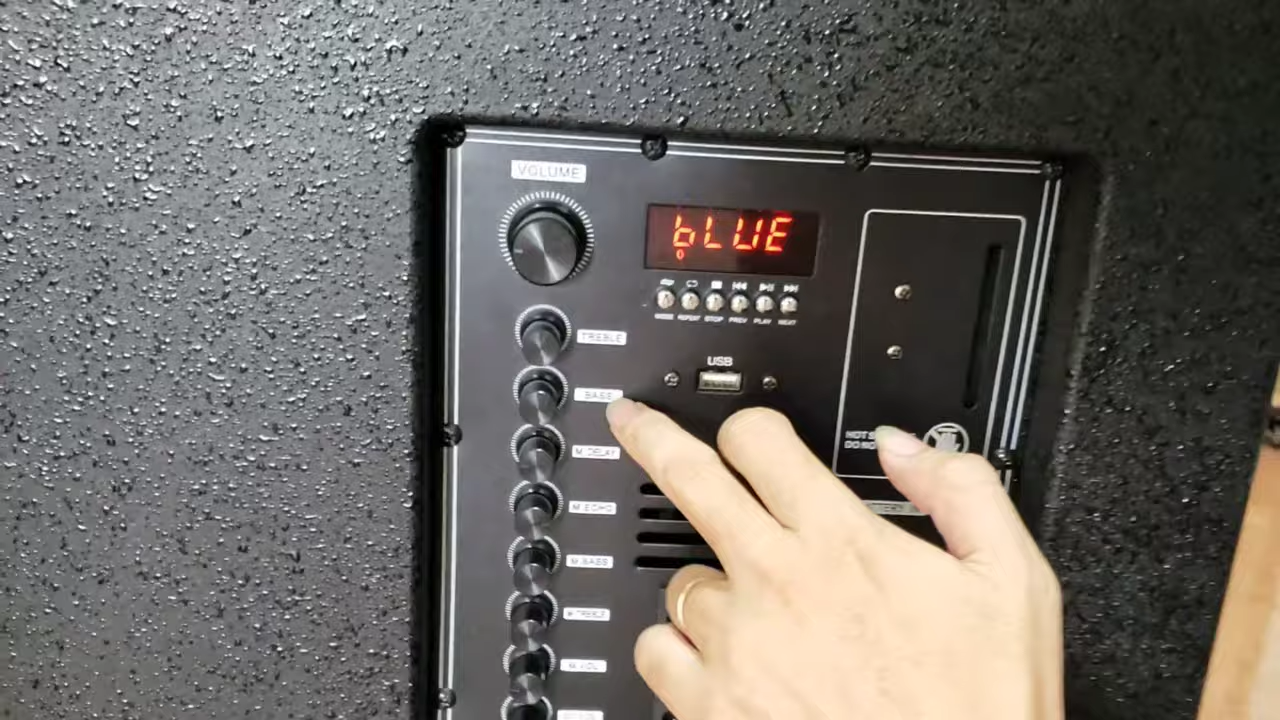 VOLUME
bLUE
MODE REPEAT STOP PREV PLAY NEXT
TREBLE
USB
BASS
M. DELAY
M. ECHO
M.BASS
M.TREBLE
M.VOL